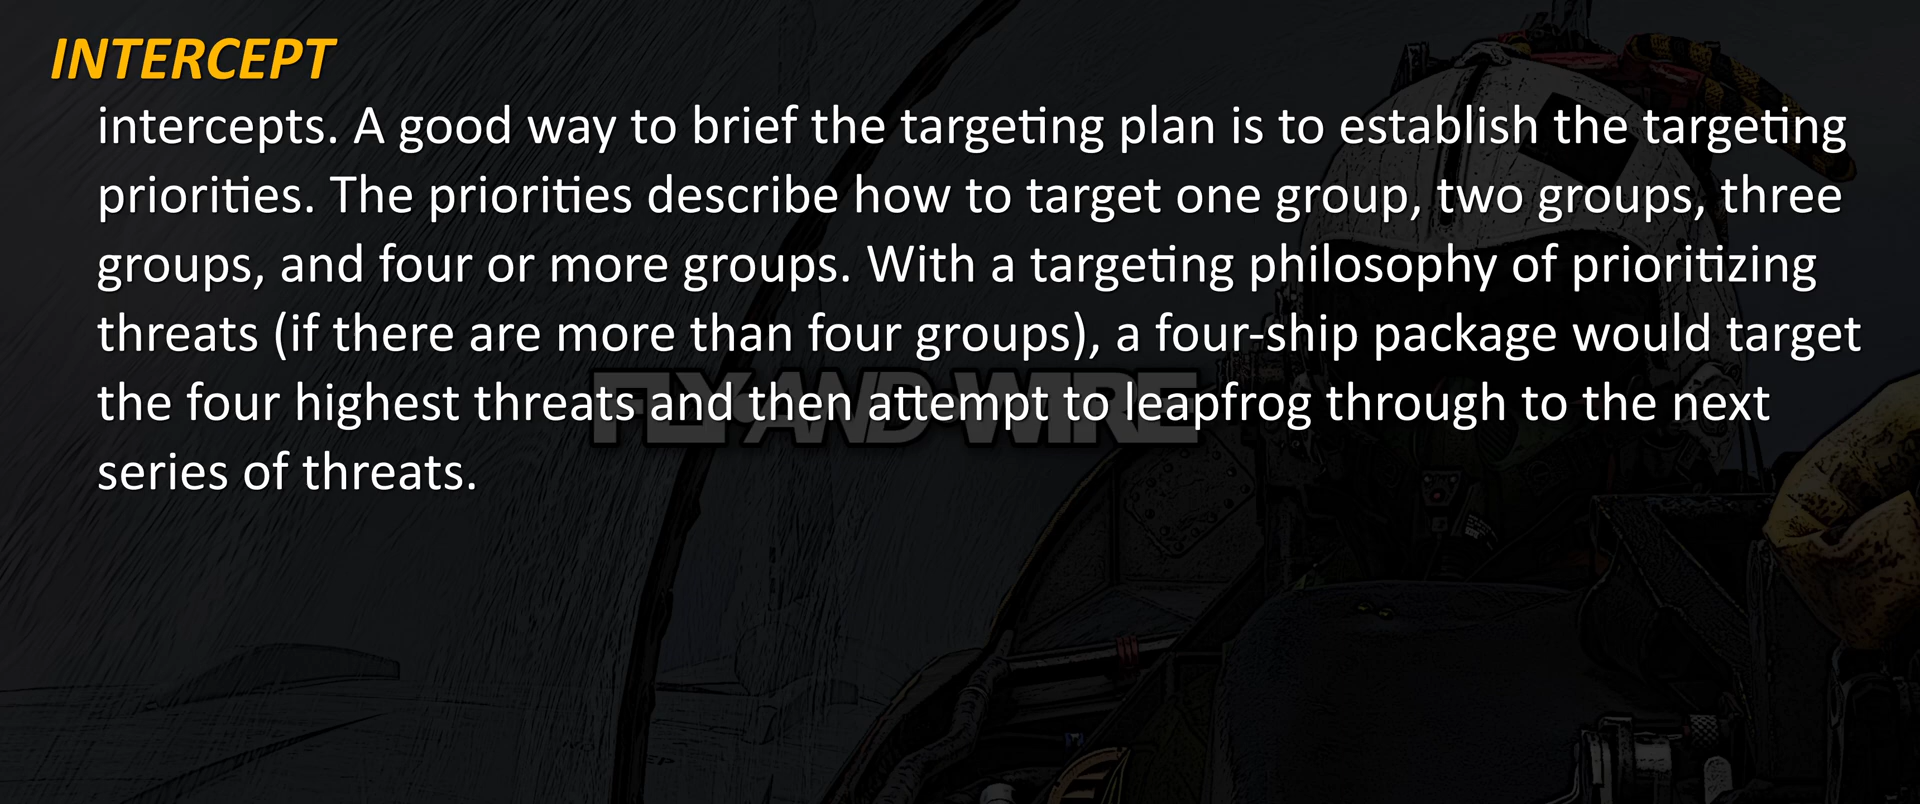 INTERCEPT
intercepts. A good way to brief the targeting plan is to establish the targeting
priorities. The priorities describe how to target one group, two groups, three
groups, and four or more groups. With a targeting philosophy of prioritizing
threats (if there are more than four groups), a four-ship package would target
the four highest threats and then attempt to leapfrog through to the next
FLY AND WIRE
series of threats.